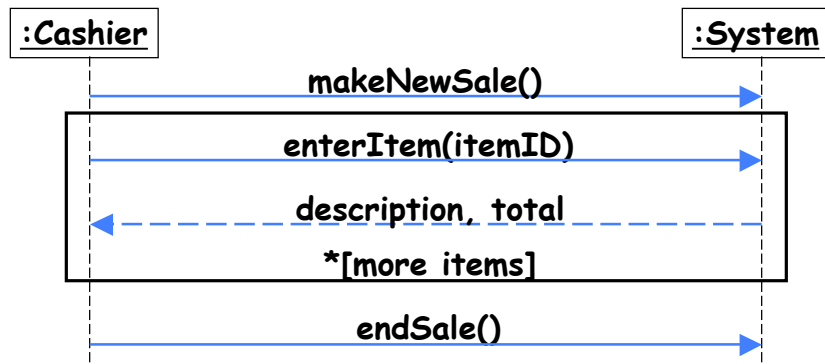 :Cashier
:System
makeNewSale()
enterItem(itemID)
description, total
*[more items]
endSale()